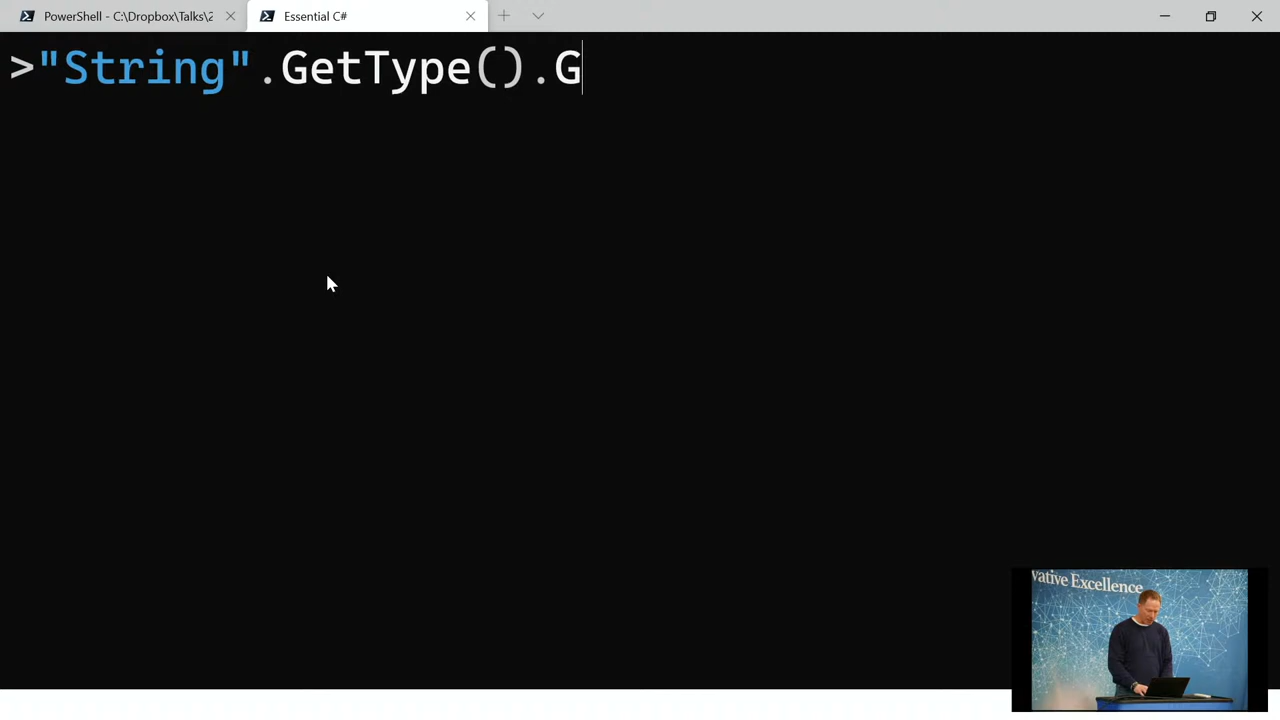 PowerShell - C:\Dropbox\Talks\2
Essential C#
>"String".GetType().G
vative Excellence